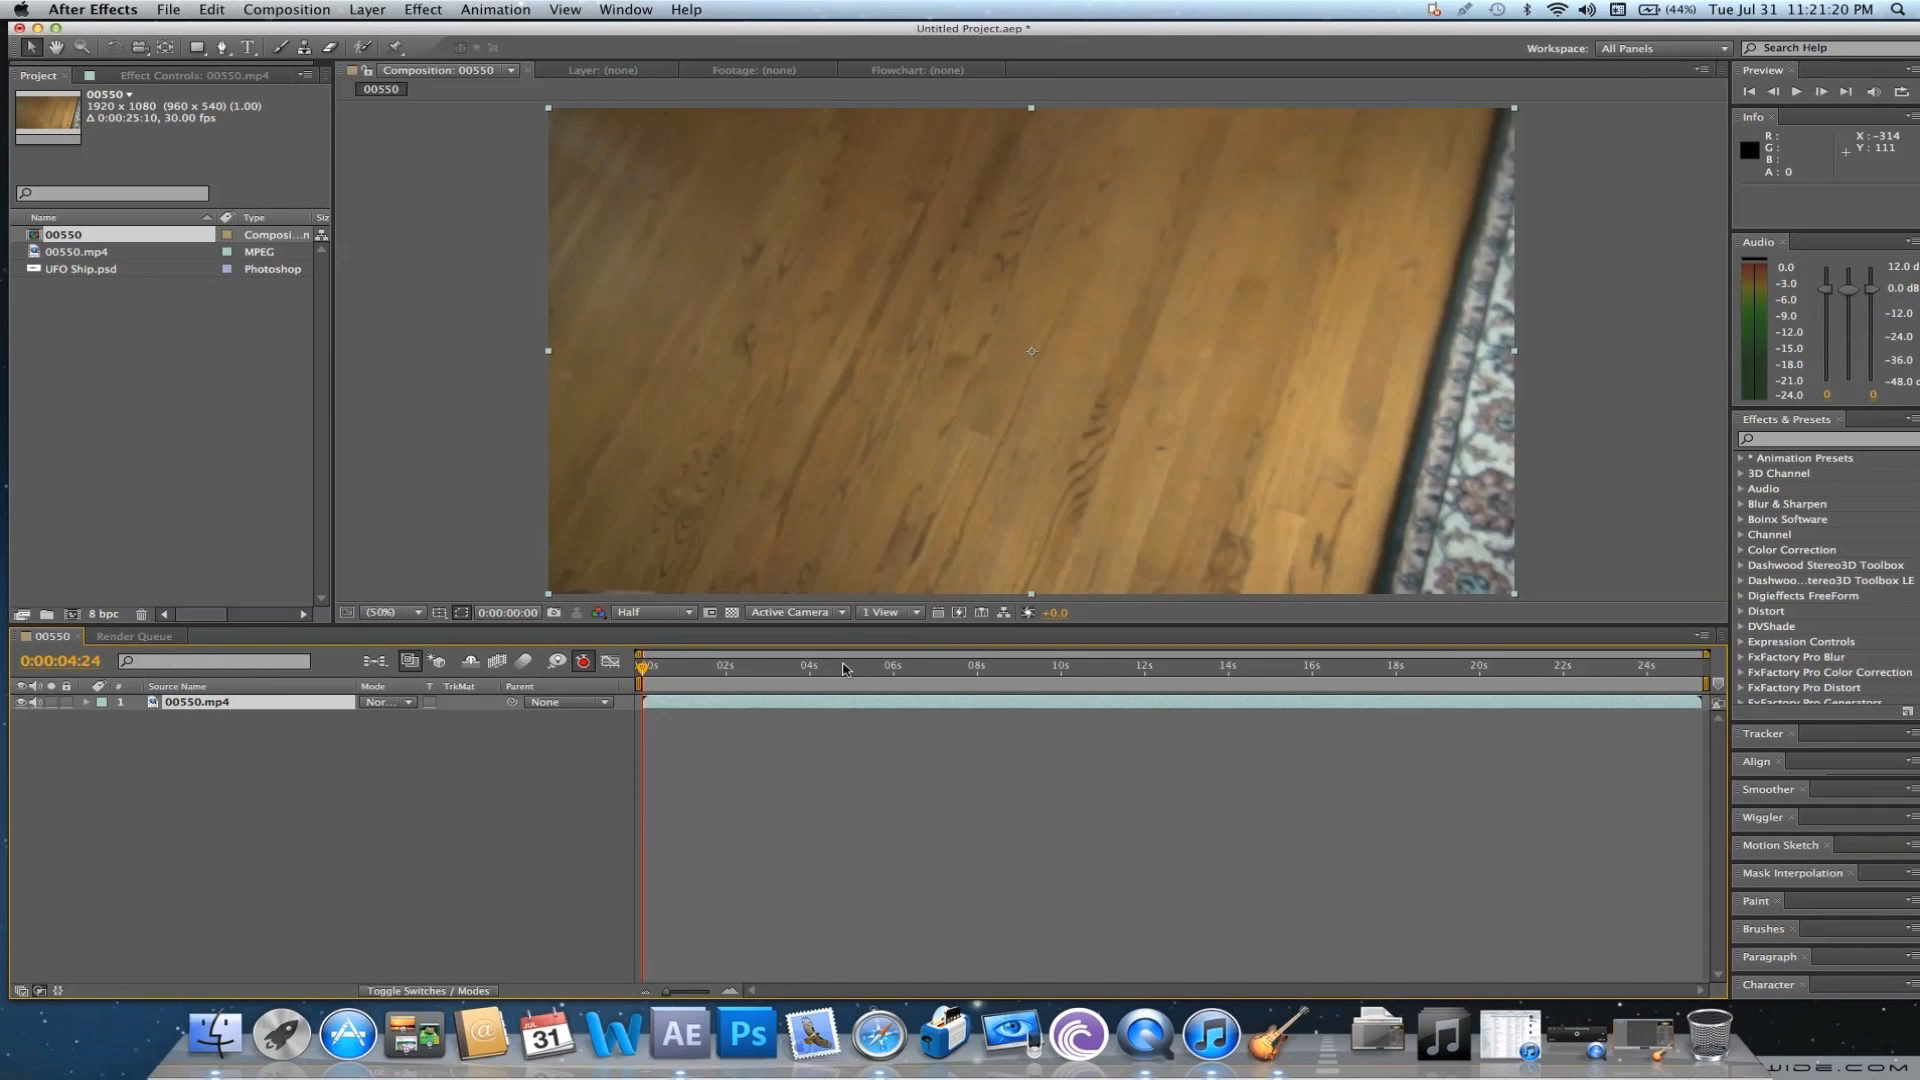 After Effects File Edit Composition Layer Effect Animation View Window Help (44%) Tue Jul 31 11:21:20 PM
Untitled Project.aep *
Workspace: All Panels Search Help
Project Effect Controls: 00550.mp4 Composition: 00550 Layer: (none) Footage: (none) Flowchart: (none) Preview
00550
00550
1920 x 1080 (960 x 540) (1.00)
Δ 0:00:25:10, 30.00 fps
Info
R :
G :
B :
A : 0
X : -314
Y : 111
Name Type Siz
00550 Composi...n
00550.mp4 MPEG
UFO Ship.psd Photoshop
Audio
0.0
-3.0
-6.0
-9.0
-12.0
-15.0
-18.0
-21.0
-24.0
12.0 d
0.0 dB
-12.0
-24.0
-36.0
-48.0
0 0
Effects & Presets
* Animation Presets
3D Channel
Audio
Blur & Sharpen
Boinx Software
Channel
Color Correction
Dashwood Stereo3D Toolbox
Dashwoo...tereo3D Toolbox LE
Digieffects FreeForm
Distort
DVShade
Expression Controls
FxFactory Pro Blur
FxFactory Pro Color Correction
FxFactory Pro Distort
FxFactory Pro Generators
8 bpc (50%) 0:00:00:00 Half Active Camera 1 View +0.0
00550 Render Queue
0:00:04:24
00s 02s 04s 06s 08s 10s 12s 14s 16s 18s 20s 22s 24s
# Source Name Mode T TrkMat Parent
1 00550.mp4 Nor... None
Tracker
Align
Smoother
Wiggler
Motion Sketch
Mask Interpolation
Paint
Brushes
Paragraph
Character
Toggle Switches / Modes
JUL
31
W
AE
Ps
WIDE.COM